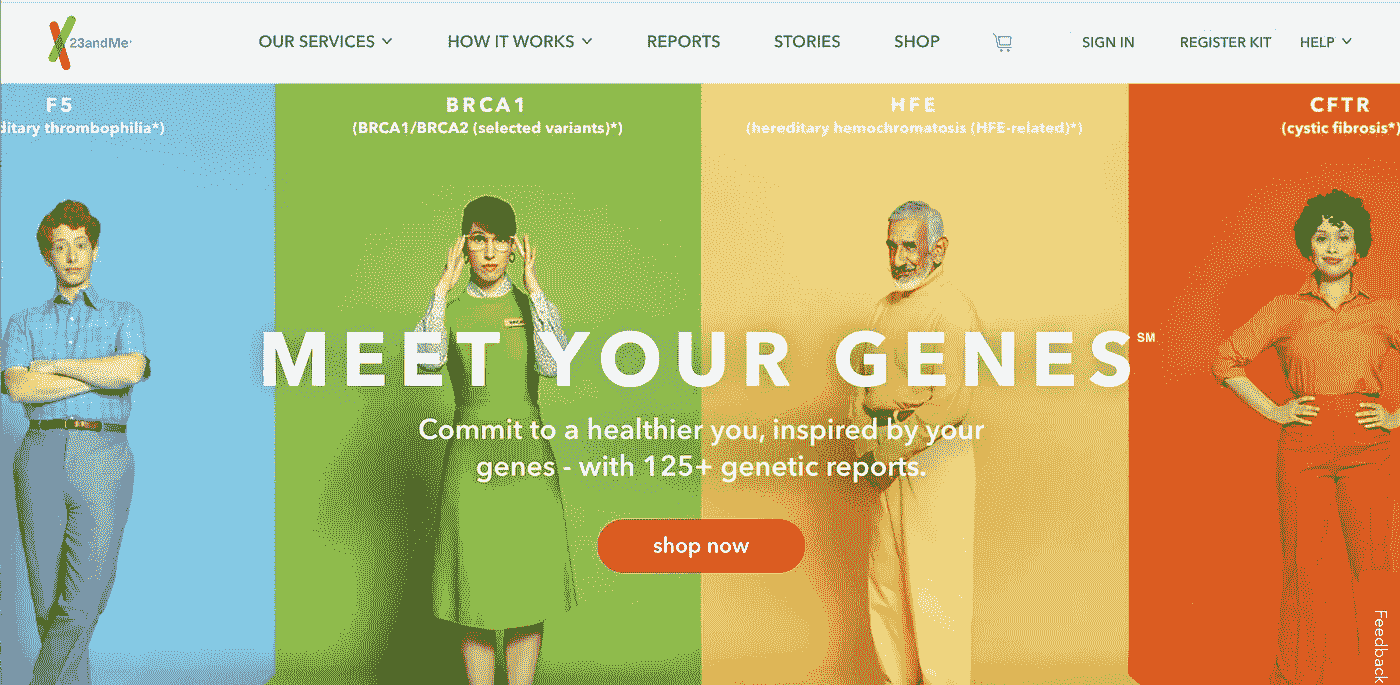 23andMe
OUR SERVICES
HOW IT WORKS
REPORTS
STORIES
SHOP
SIGN IN
REGISTER KIT
HELP
F5
ditary thrombophilia*)
BRCA1
(BRCA1/BRCA2 (selected variants)*)
HFE
(hereditary hemochromatosis (HFE-related)*)
CFTR
(cystic fibrosis*)
MEET YOUR GENES℠
Commit to a healthier you, inspired by your
genes - with 125+ genetic reports.
shop now
Feedback